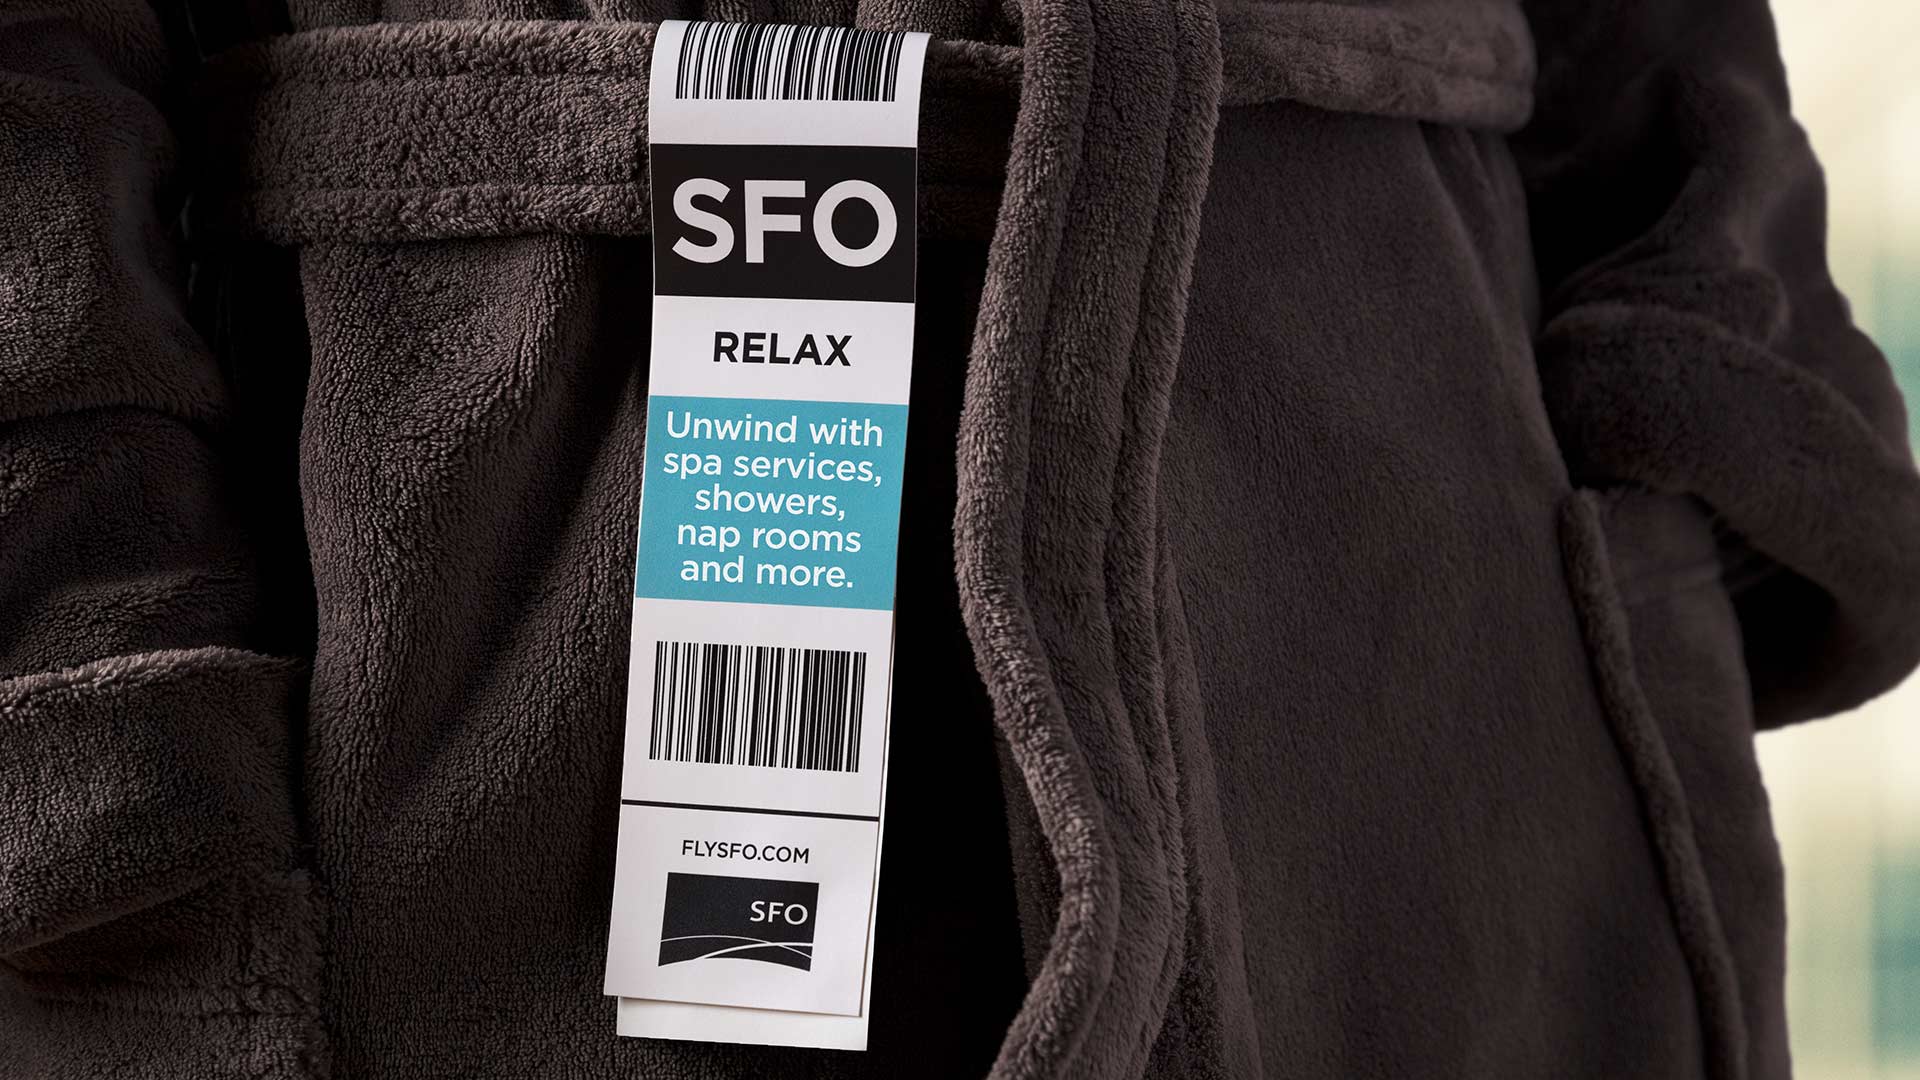 SFO
RELAX
Unwind with
spa services,
showers,
nap rooms
and more.
FLYSFO.COM
SFO